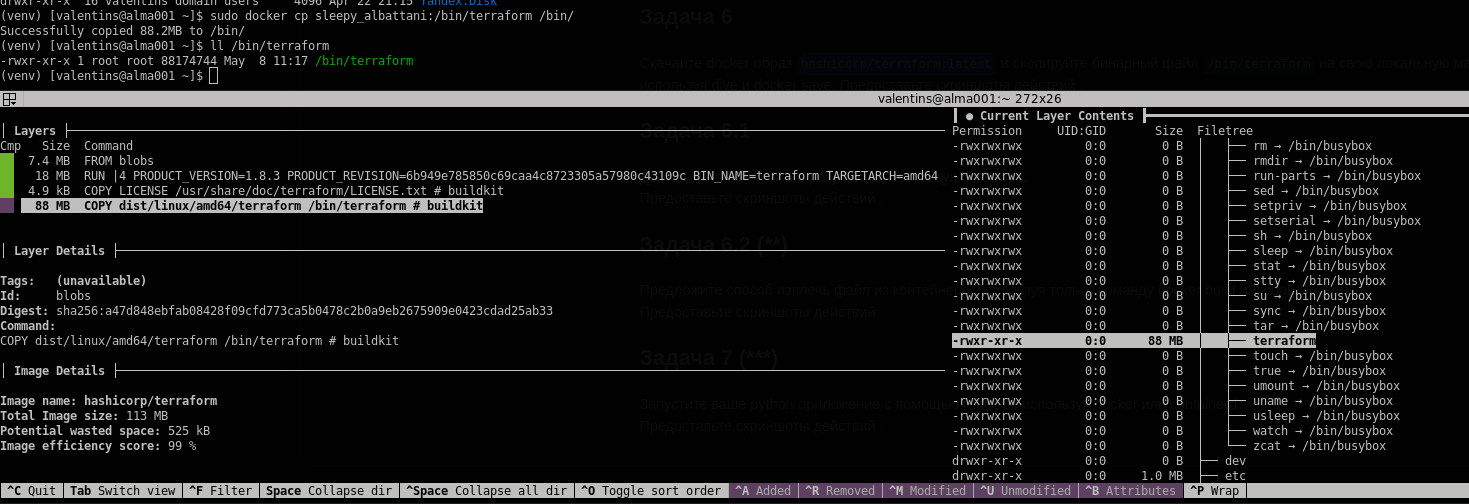 drwxr-xr-x 16 valentins domain users 4096 Apr 22 21:15 Yandex.Disk
(venv) [valentins@alma001 ~]$ sudo docker cp sleepy_albattani:/bin/terraform /bin/
Successfully copied 88.2MB to /bin/
(venv) [valentins@alma001 ~]$ ll /bin/terraform
-rwxr-xr-x 1 root root 88174744 May  8 11:17 /bin/terraform
(venv) [valentins@alma001 ~]$
Задача 6
Скачайте docker образ hashicorp/terraform:latest и скопируйте бинарный файл /bin/terraform на свою локальную ма
используя dive и docker save. Предоставьте скриншоты действий .
valentins@alma001:~ 272x26
│ Layers ├
Cmp Size Command
7.4 MB FROM blobs
18 MB RUN |4 PRODUCT_VERSION=1.8.3 PRODUCT_REVISION=6b949e785850c69caa4c8723305a57980c43109c BIN_NAME=terraform TARGETARCH=amd64
4.9 kB COPY LICENSE /usr/share/doc/terraform/LICENSE.txt # buildkit
88 MB COPY dist/linux/amd64/terraform /bin/terraform # buildkit
Задача 6.1
Предоставьте скриншоты действий .
│ Layer Details ├
Tags: (unavailable)
Id: blobs
Digest: sha256:a47d848ebfab08428f09cfd773ca5b0478c2b0a9eb2675909e0423cdad25ab33
Command:
COPY dist/linux/amd64/terraform /bin/terraform # buildkit
Задача 6.2 (**)
Предложите способ извлечь файл из контейнера
Предоставьте скриншоты действий .
│ Image Details ├
Image name: hashicorp/terraform
Total Image size: 113 MB
Potential wasted space: 525 kB
Image efficiency score: 99 %
Задача 7 (***)
Запустите ваше python-приложение с помощью
Предоставьте скриншоты действий .
┃ ● Current Layer Contents ┣
Permission UID:GID Size Filetree
-rwxrwxrwx 0:0 0 B │ ├── rm → /bin/busybox
-rwxrwxrwx 0:0 0 B │ ├── rmdir → /bin/busybox
-rwxrwxrwx 0:0 0 B │ ├── run-parts → /bin/busybox
-rwxrwxrwx 0:0 0 B │ ├── sed → /bin/busybox
-rwxrwxrwx 0:0 0 B │ ├── setpriv → /bin/busybox
-rwxrwxrwx 0:0 0 B │ ├── setserial → /bin/busybox
-rwxrwxrwx 0:0 0 B │ ├── sh → /bin/busybox
-rwxrwxrwx 0:0 0 B │ ├── sleep → /bin/busybox
-rwxrwxrwx 0:0 0 B │ ├── stat → /bin/busybox
-rwxrwxrwx 0:0 0 B │ ├── stty → /bin/busybox
-rwxrwxrwx 0:0 0 B │ ├── su → /bin/busybox
-rwxrwxrwx 0:0 0 B │ ├── sync → /bin/busybox
-rwxrwxrwx 0:0 0 B │ ├── tar → /bin/busybox
-rwxr-xr-x 0:0 88 MB │ ├── terraform
-rwxrwxrwx 0:0 0 B │ ├── touch → /bin/busybox
-rwxrwxrwx 0:0 0 B │ ├── true → /bin/busybox
-rwxrwxrwx 0:0 0 B │ ├── umount → /bin/busybox
-rwxrwxrwx 0:0 0 B │ ├── uname → /bin/busybox
-rwxrwxrwx 0:0 0 B │ ├── usleep → /bin/busybox
-rwxrwxrwx 0:0 0 B │ ├── watch → /bin/busybox
-rwxrwxrwx 0:0 0 B │ └── zcat → /bin/busybox
drwxr-xr-x 0:0 0 B ├── dev
drwxr-xr-x 0:0 1.0 MB ├── etc
^C Quit │ Tab Switch view │ ^F Filter │ Space Collapse dir │ ^Space Collapse all dir │ ^O Toggle sort order │ ^A Added │ ^R Removed │ ^M Modified │ ^U Unmodified │ ^B Attributes │ ^P Wrap